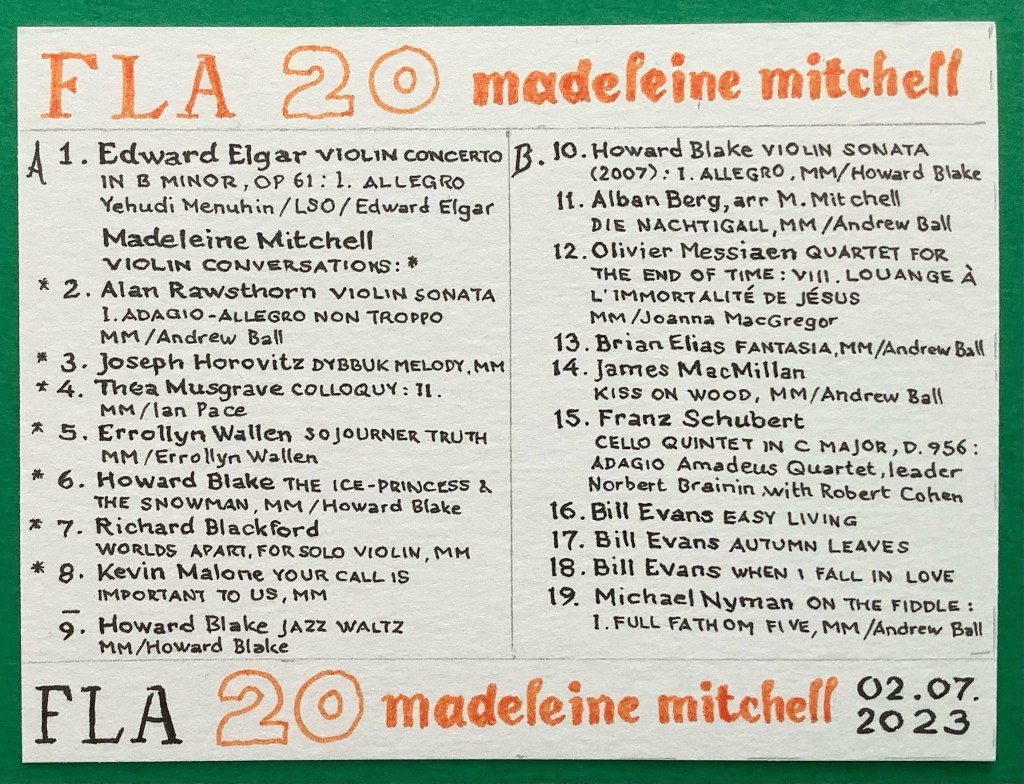 FLA 20 madeleine mitchell
A 1. Edward Elgar VIOLIN CONCERTO
IN B MINOR, OP 61: 1. ALLEGRO
Yehudi Menuhin/LSO/Edward Elgar
Madeleine Mitchell
VIOLIN CONVERSATIONS: *
* 2. Alan Rawsthorn VIOLIN SONATA
1. ADAGIO-ALLEGRO NON TROPPO
MM/Andrew Ball
* 3. Joseph Horovitz DYBBUK MELODY, MM
* 4. Thea Musgrave COLLOQUY: II.
MM/Ian Pace
* 5. Errollyn Wallen SOJOURNER TRUTH
MM/Errollyn Wallen
* 6. Howard Blake THE ICE-PRINCESS &
THE SNOWMAN, MM/Howard Blake
* 7. Richard Blackford
WORLDS APART, FOR SOLO VIOLIN, MM
* 8. Kevin Malone YOUR CALL IS
IMPORTANT TO US, MM
9. Howard Blake JAZZ WALTZ
MM/Howard Blake
B. 10. Howard Blake VIOLIN SONATA
(2007): 1. ALLEGRO, MM/Howard Blake
11. Alban Berg, arr M. Mitchell
DIE NACHTIGALL, MM/Andrew Ball
12. Olivier Messiaen QUARTET FOR
THE END OF TIME: VIII. LOUANGE À
L'IMMORTALITÉ DE JÉSUS
MM/Joanna MacGregor
13. Brian Elias FANTASIA, MM/Andrew Ball
14. James MacMillan
KISS ON WOOD, MM/Andrew Ball
15. Franz Schubert
CELLO QUINTET IN C MAJOR, D. 956:
ADAGIO Amadeus Quartet, leader
Norbert Brainin with Robert Cohen
16. Bill Evans EASY LIVING
17. Bill Evans AUTUMN LEAVES
18. Bill Evans WHEN I FALL IN LOVE
19. Michael Nyman ON THE FIDDLE:
1. FULL FATHOM FIVE, MM/Andrew Ball
FLA 20 madeleine mitchell 02.07.
2023